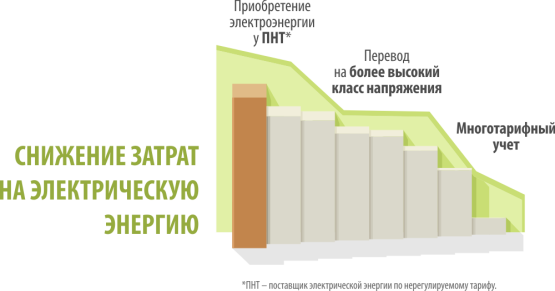 Приобретение
электроэнергии
у ПНТ*
Перевод
на более высокий
класс напряжения
Многотарифный
учет
СНИЖЕНИЕ ЗАТРАТ
НА ЭЛЕКТРИЧЕСКУЮ
ЭНЕРГИЮ
*ПНТ – поставщик электрической энергии по нерегулируемому тарифу.